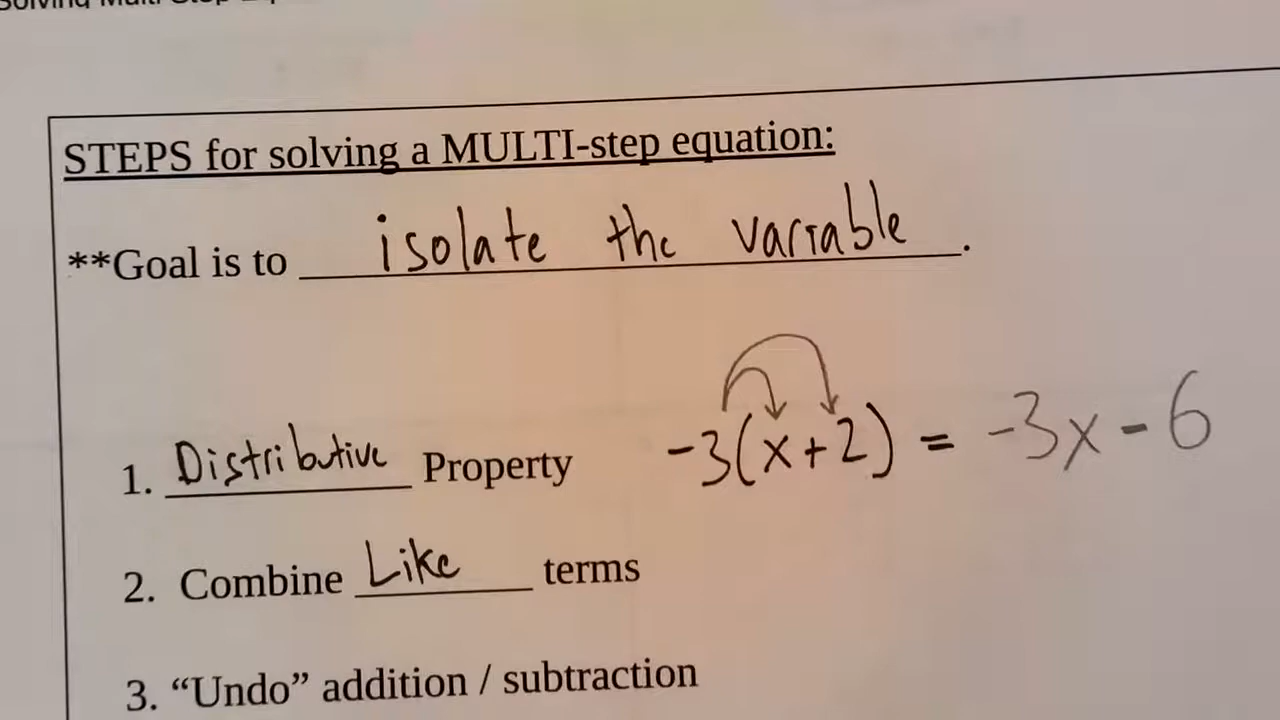 STEPS for solving a MULTI-step equation:
**Goal is to isolate the variable.
1. Distributive Property -3(x+2) = -3x - 6
2. Combine Like terms
3. “Undo” addition / subtraction